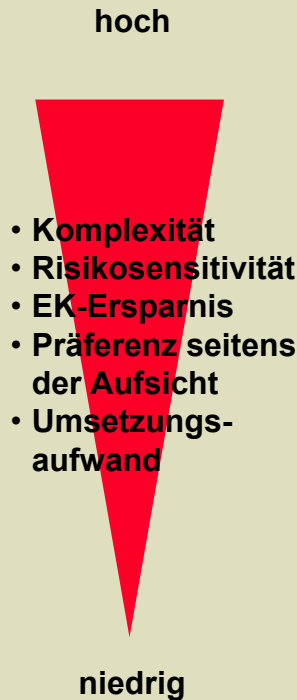 hoch
• Komplexität
• Risikosensitivität
• EK-Ersparnis
• Präferenz seitens
der Aufsicht
• Umsetzungs-
aufwand
niedrig